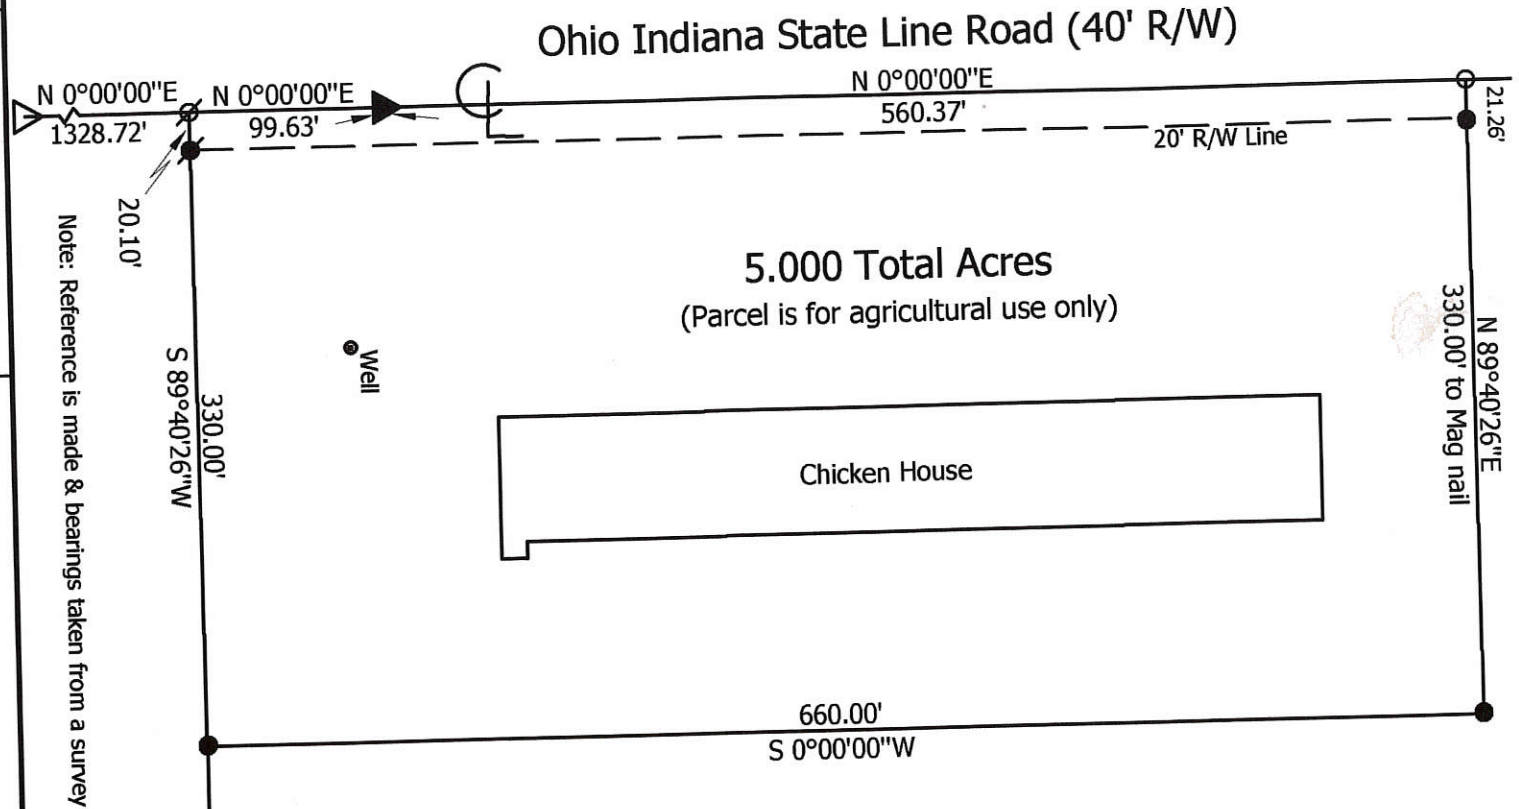 Ohio Indiana State Line Road (40' R/W)
N 0°00'00"E
1328.72'
N 0°00'00"E
99.63'
CL
N 0°00'00"E
560.37'
21.26'
20' R/W Line
20.10'
Note: Reference is made & bearings taken from a survey
5.000 Total Acres
(Parcel is for agricultural use only)
Well
S 89°40'26"W
330.00'
Chicken House
N 89°40'26"E
330.00' to Mag nail
660.00'
S 0°00'00"W